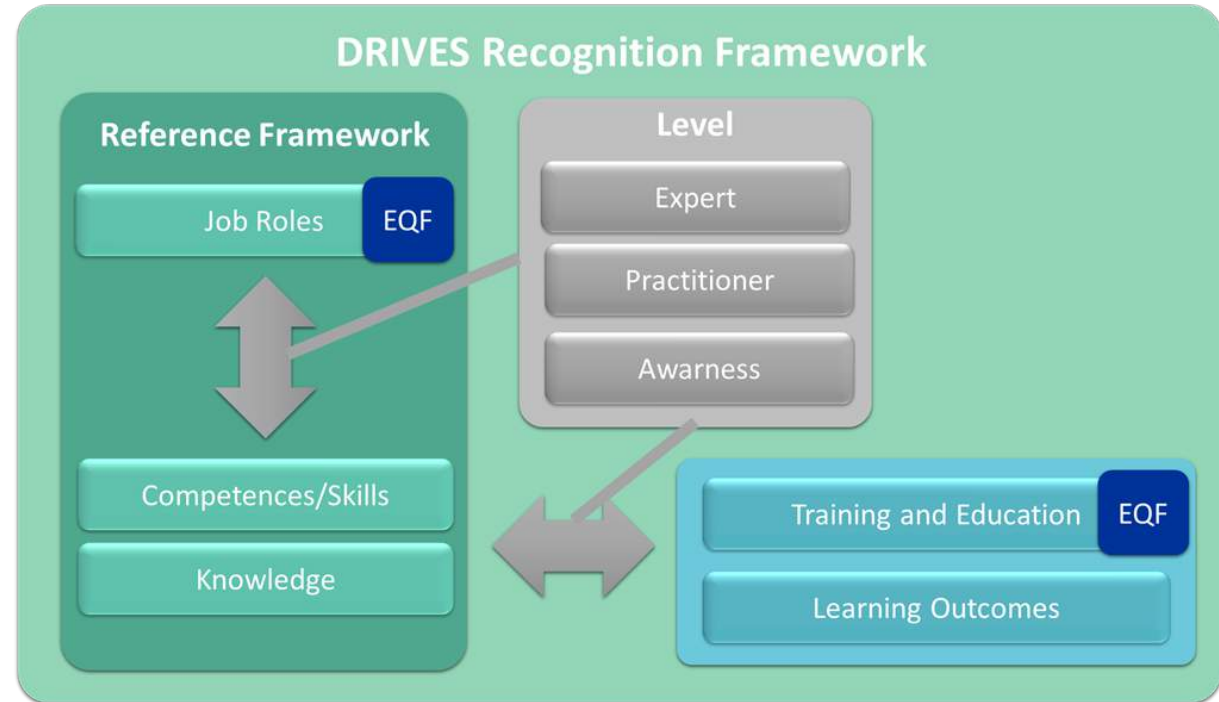 DRIVES Recognition Framework
Reference Framework
Job Roles
EQF
Competences/Skills
Knowledge
Level
Expert
Practitioner
Awarness
Training and Education
EQF
Learning Outcomes